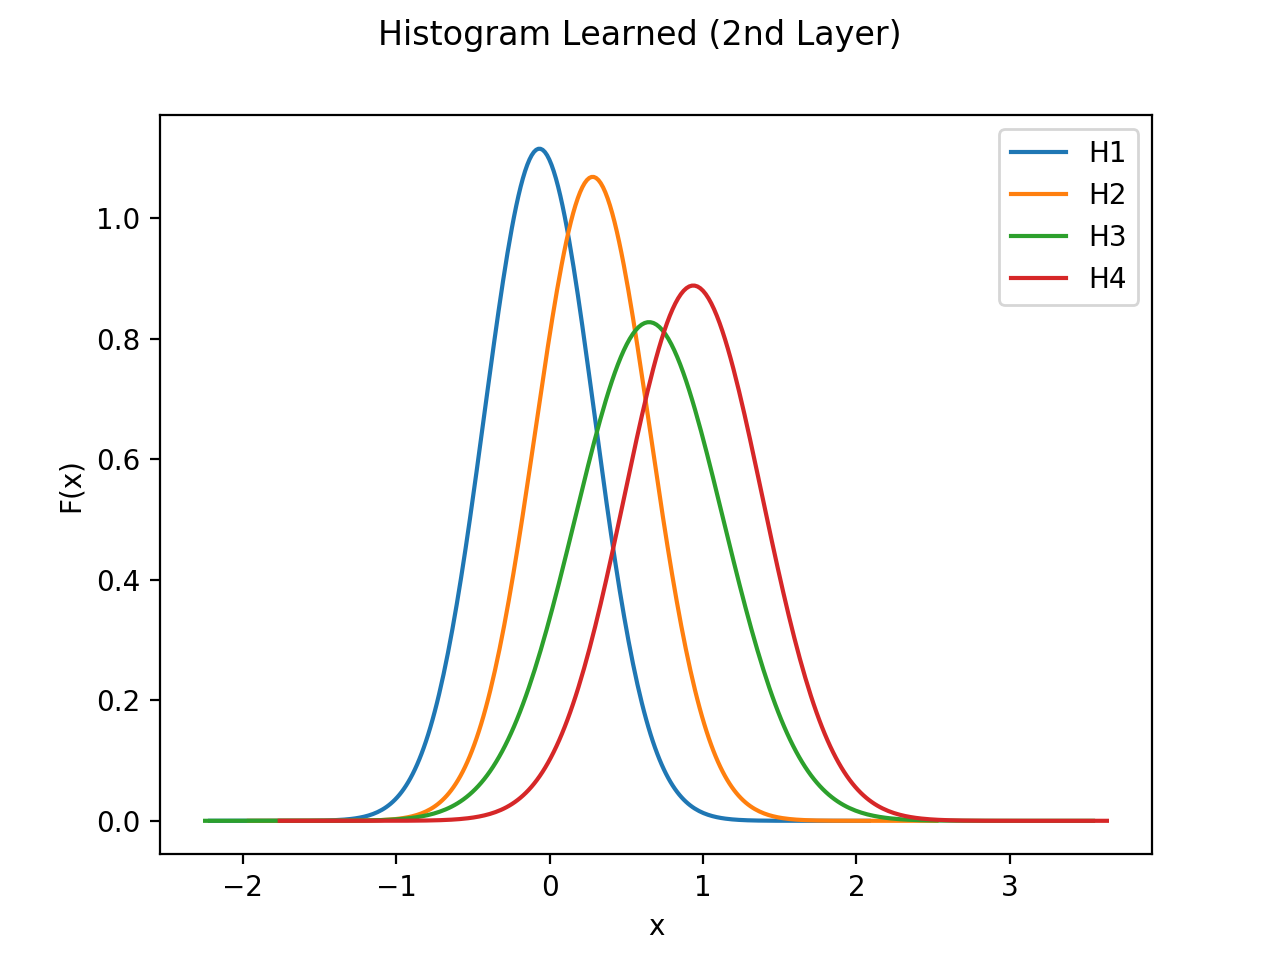 Histogram Learned (2nd Layer)
H1
H2
H3
H4
1.0
0.8
0.6
0.4
0.2
0.0
F(x)
−2 −1 0 1 2 3
x